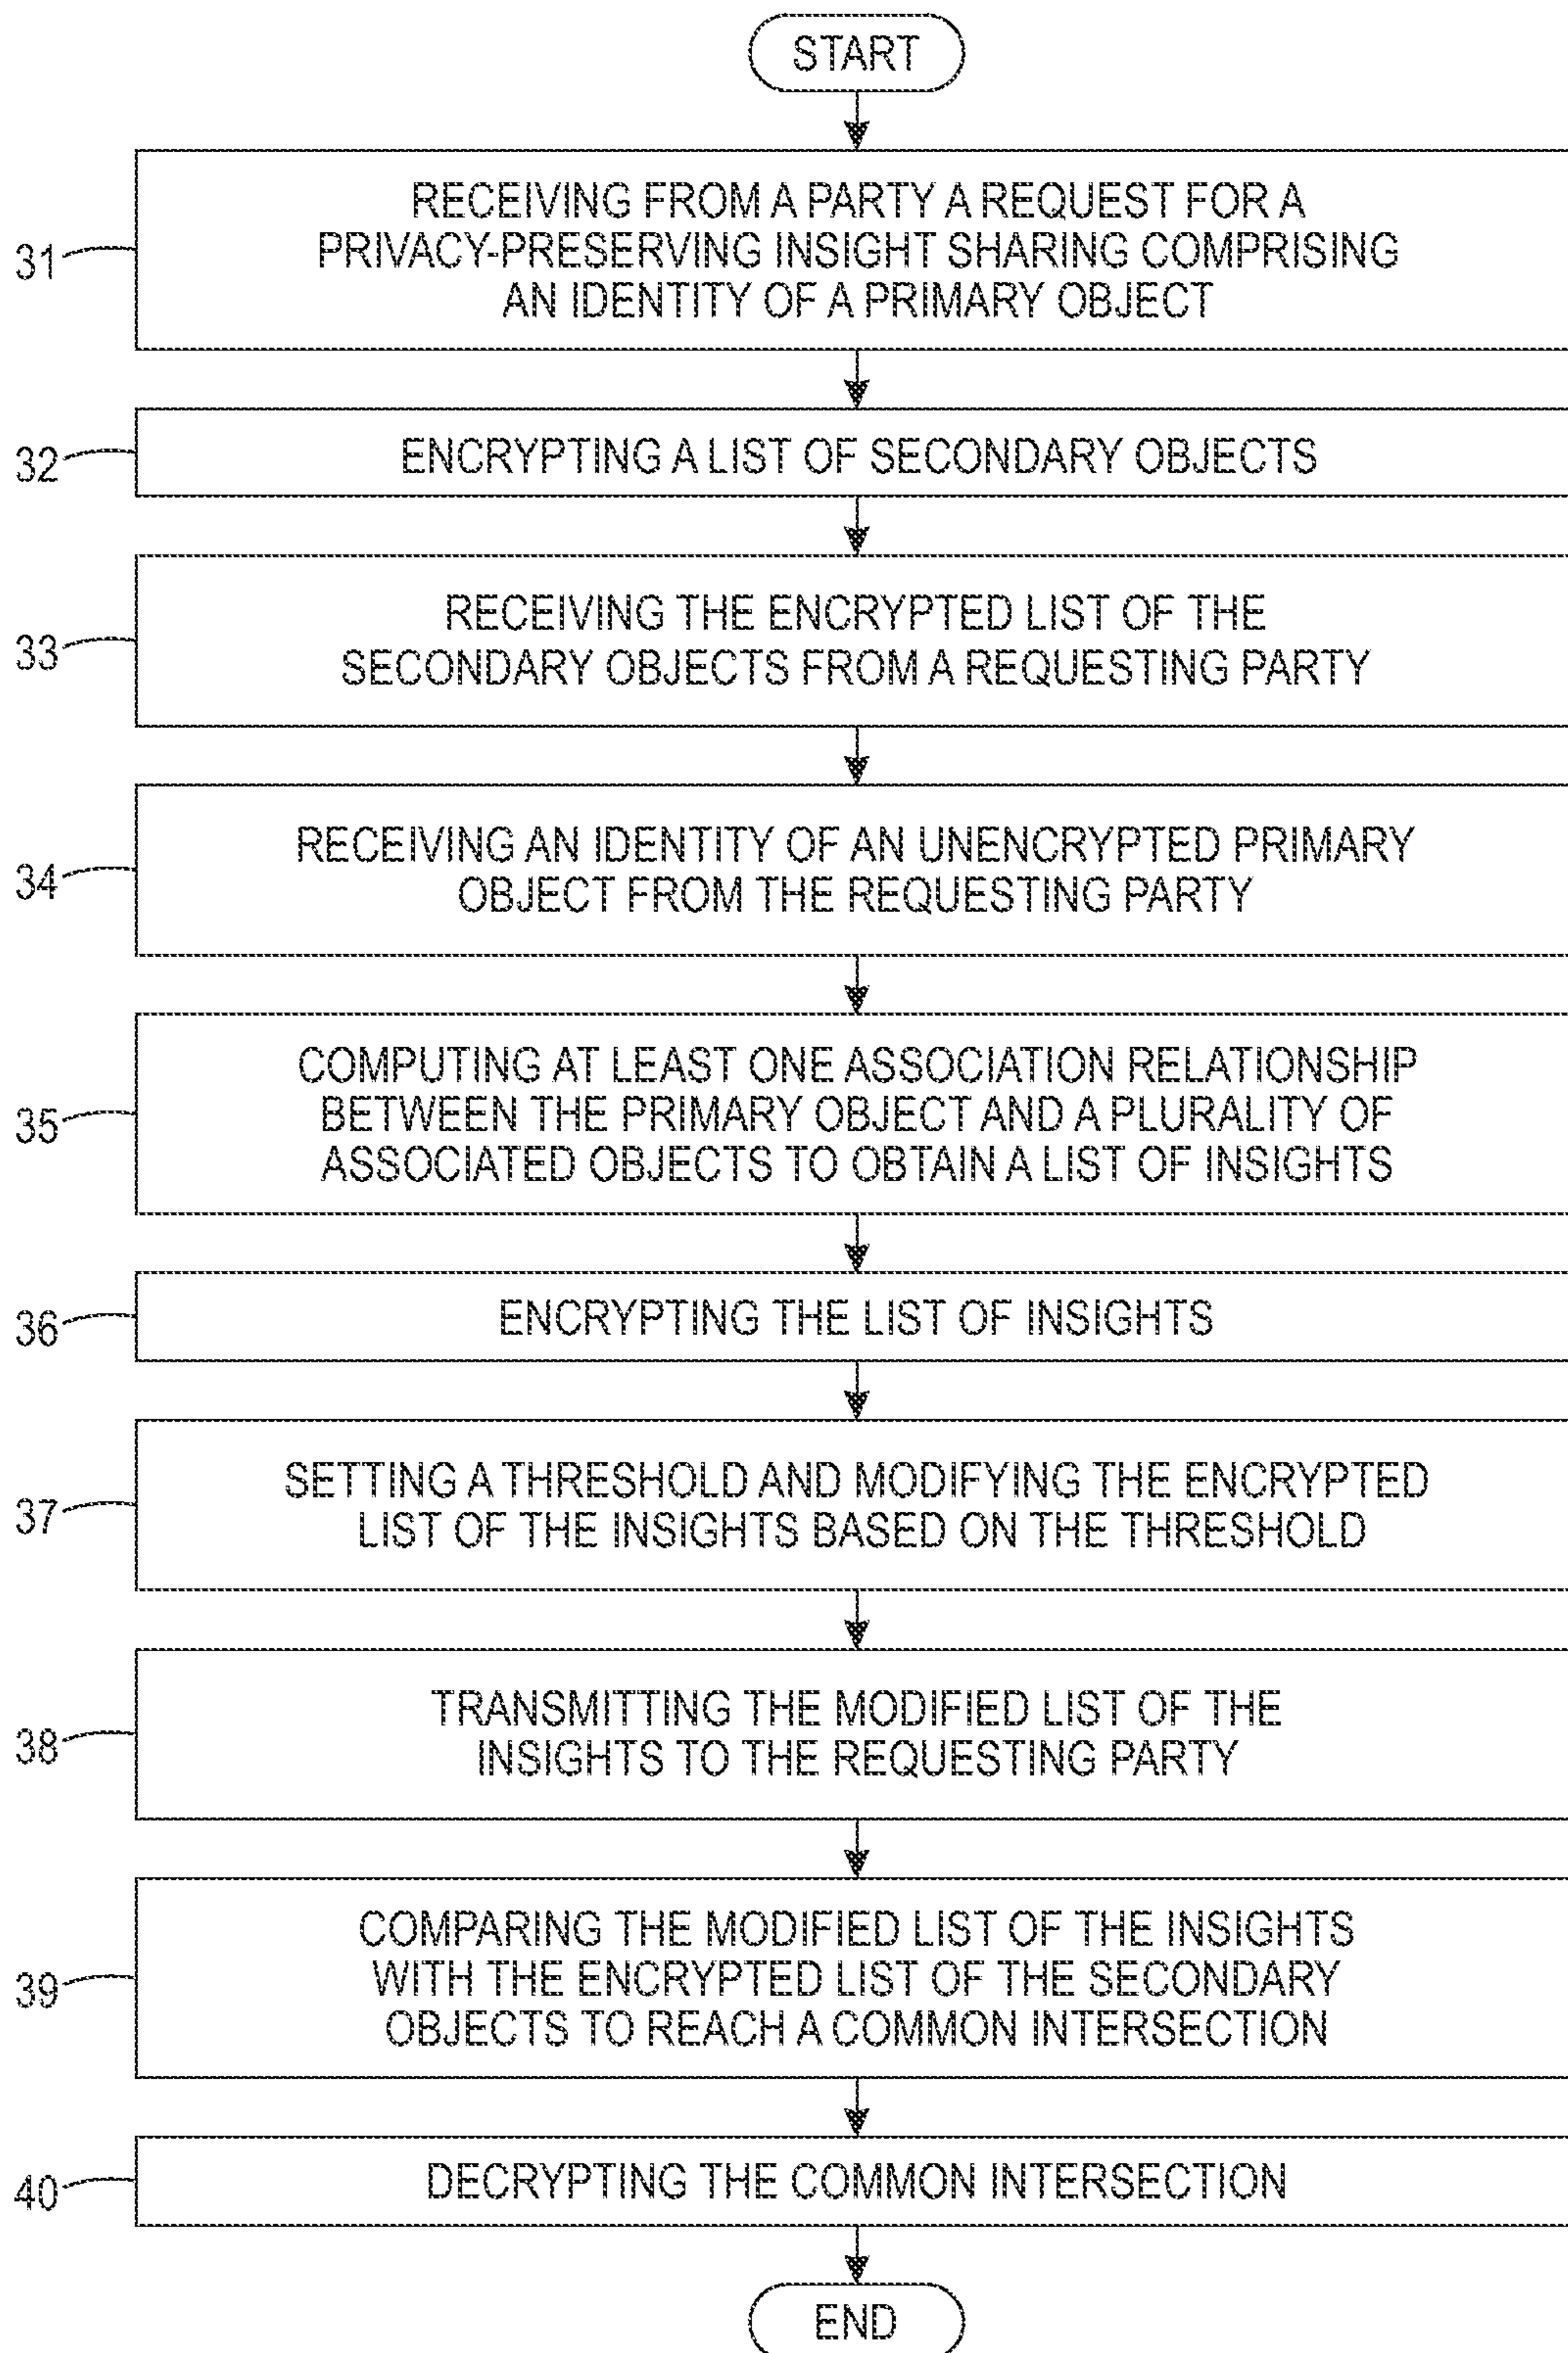 START
31
RECEIVING FROM A PARTY A REQUEST FOR A
PRIVACY-PRESERVING INSIGHT SHARING COMPRISING
AN IDENTITY OF A PRIMARY OBJECT
32
ENCRYPTING A LIST OF SECONDARY OBJECTS
33
RECEIVING THE ENCRYPTED LIST OF THE
SECONDARY OBJECTS FROM A REQUESTING PARTY
34
RECEIVING AN IDENTITY OF AN UNENCRYPTED PRIMARY
OBJECT FROM THE REQUESTING PARTY
35
COMPUTING AT LEAST ONE ASSOCIATION RELATIONSHIP
BETWEEN THE PRIMARY OBJECT AND A PLURALITY OF
ASSOCIATED OBJECTS TO OBTAIN A LIST OF INSIGHTS
36
ENCRYPTING THE LIST OF INSIGHTS
37
SETTING A THRESHOLD AND MODIFYING THE ENCRYPTED
LIST OF THE INSIGHTS BASED ON THE THRESHOLD
38
TRANSMITTING THE MODIFIED LIST OF THE
INSIGHTS TO THE REQUESTING PARTY
39
COMPARING THE MODIFIED LIST OF THE INSIGHTS
WITH THE ENCRYPTED LIST OF THE SECONDARY
OBJECTS TO REACH A COMMON INTERSECTION
40
DECRYPTING THE COMMON INTERSECTION
END